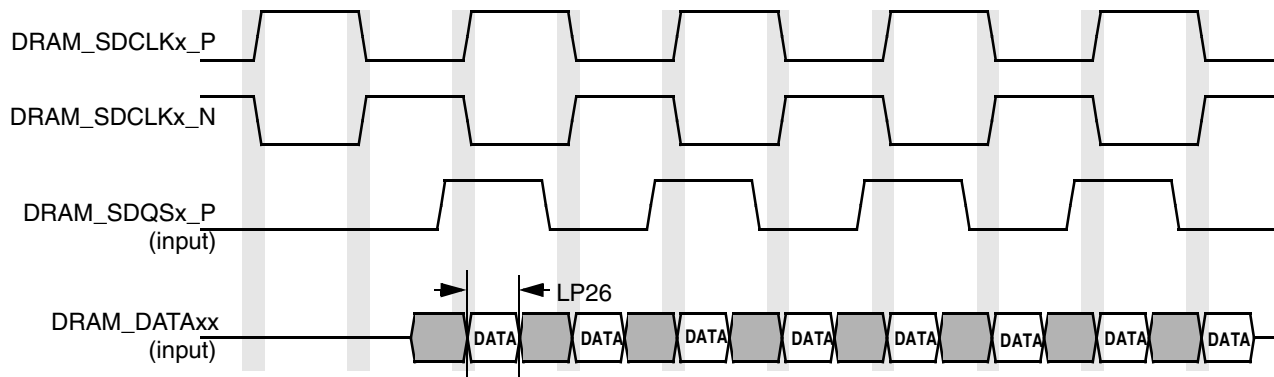 DRAM_SDCLKx_P
DRAM_SDCLKx_N
DRAM_SDQSx_P
(input)
LP26
DRAM_DATAxx
(input)
DATA DATA DATA DATA DATA DATA DATA DATA